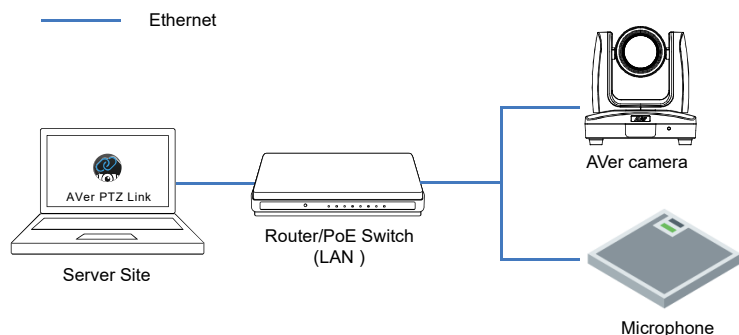 Ethernet
AVer PTZ Link
Server Site
Router/PoE Switch
(LAN )
AVer camera
Microphone